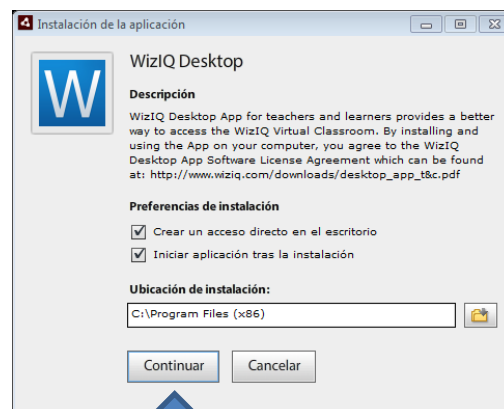 Instalación de la aplicación
W
WizIQ Desktop
Descripción
WizIQ Desktop App for teachers and learners provides a better
way to access the WizIQ Virtual Classroom. By installing and
using the App on your computer, you agree to the WizIQ
Desktop App Software License Agreement which can be found
at: http://www.wiziq.com/downloads/desktop_app_t&c.pdf
Preferencias de instalación
Crear un acceso directo en el escritorio
Iniciar aplicación tras la instalación
Ubicación de instalación:
C:\Program Files (x86)
Continuar Cancelar